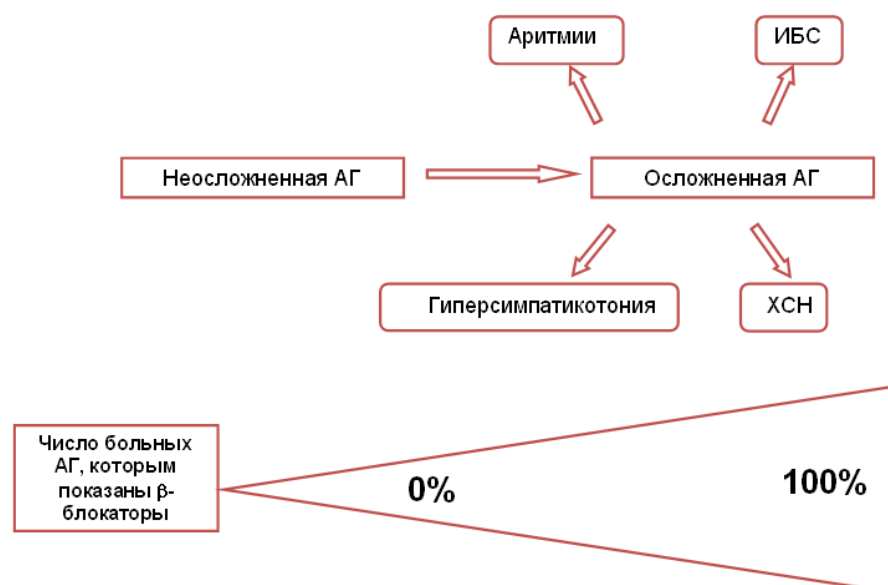 Аритмии
ИБС
Неосложненная АГ
Осложненная АГ
Гиперсимпатикотония
ХСН
Число больных
АГ, которым
показаны β-
блокаторы
0%
100%